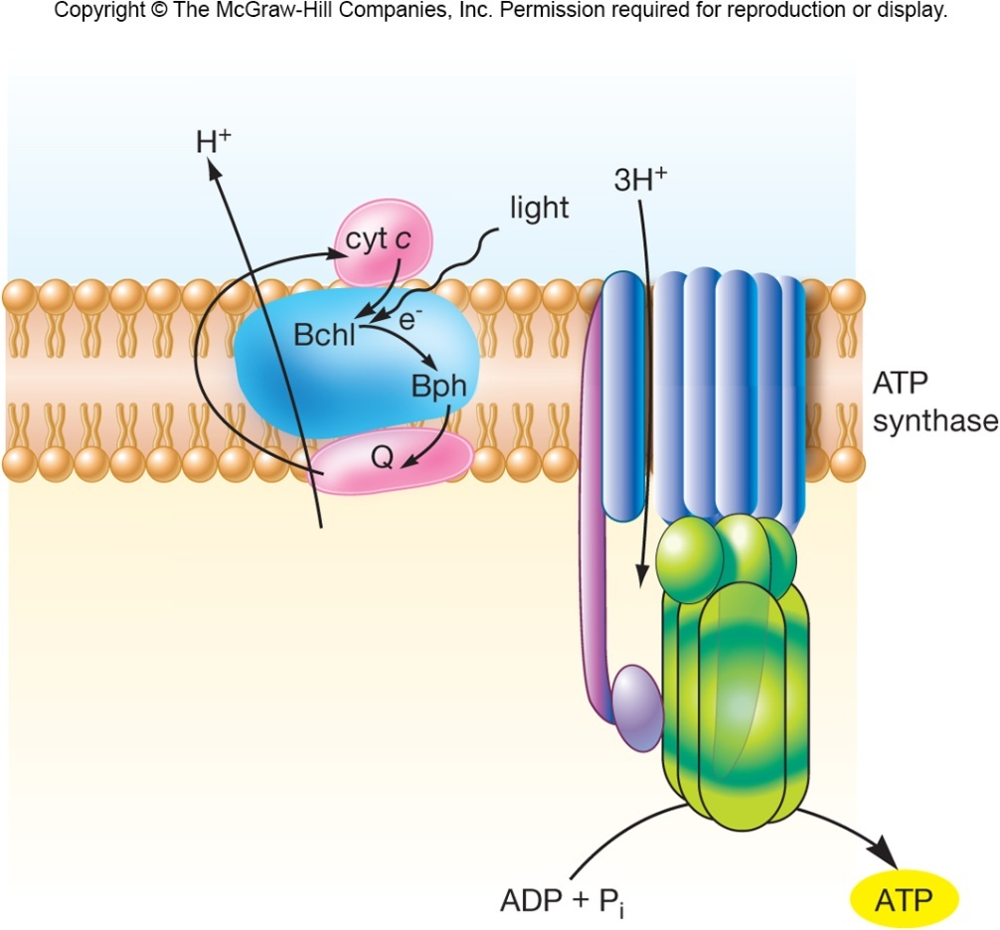 Copyright © The McGraw-Hill Companies, Inc. Permission required for reproduction or display.
H⁺
3H⁺
light
cyt c
e⁻
Bchl
Bph
Q
ATP
synthase
ADP + Pᵢ
ATP